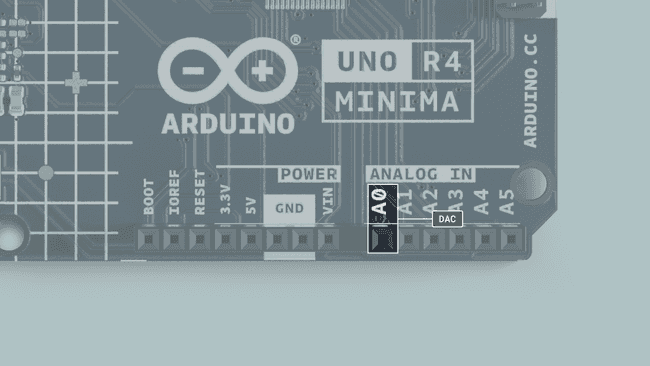 ®
UNO R4
MINIMA
ARDUINO
ARDUINO.CC
POWER
ANALOG IN
BOOT
IOREF
RESET
3.3V
5V
GND
VIN
A0
A1
A2
A3
A4
A5
DAC